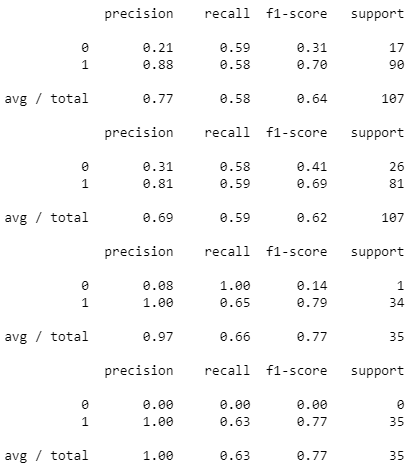 precision recall f1-score support
0 0.21 0.59 0.31 17
1 0.88 0.58 0.70 90
avg / total 0.77 0.58 0.64 107
precision recall f1-score support
0 0.31 0.58 0.41 26
1 0.81 0.59 0.69 81
avg / total 0.69 0.59 0.62 107
precision recall f1-score support
0 0.08 1.00 0.14 1
1 1.00 0.65 0.79 34
avg / total 0.97 0.66 0.77 35
precision recall f1-score support
0 0.00 0.00 0.00 0
1 1.00 0.63 0.77 35
avg / total 1.00 0.63 0.77 35